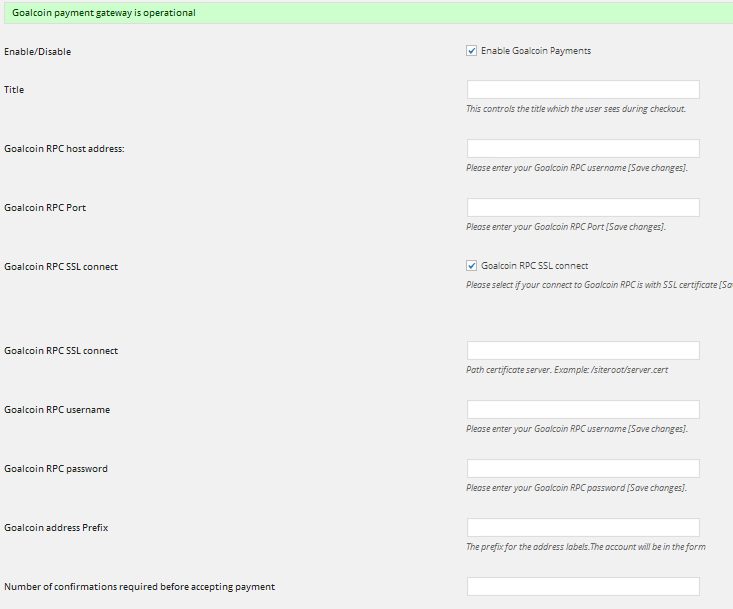 Goalcoin payment gateway is operational
Enable/Disable
Enable Goalcoin Payments
Title
This controls the title which the user sees during checkout.
Goalcoin RPC host address:
Please enter your Goalcoin RPC username [Save changes].
Goalcoin RPC Port
Please enter your Goalcoin RPC Port [Save changes].
Goalcoin RPC SSL connect
Goalcoin RPC SSL connect
Please select if your connect to Goalcoin RPC is with SSL certificate [Sa
Goalcoin RPC SSL connect
Path certificate server. Example: /siteroot/server.cert
Goalcoin RPC username
Please enter your Goalcoin RPC username [Save changes].
Goalcoin RPC password
Please enter your Goalcoin RPC password [Save changes].
Goalcoin address Prefix
The prefix for the address labels.The account will be in the form
Number of confirmations required before accepting payment